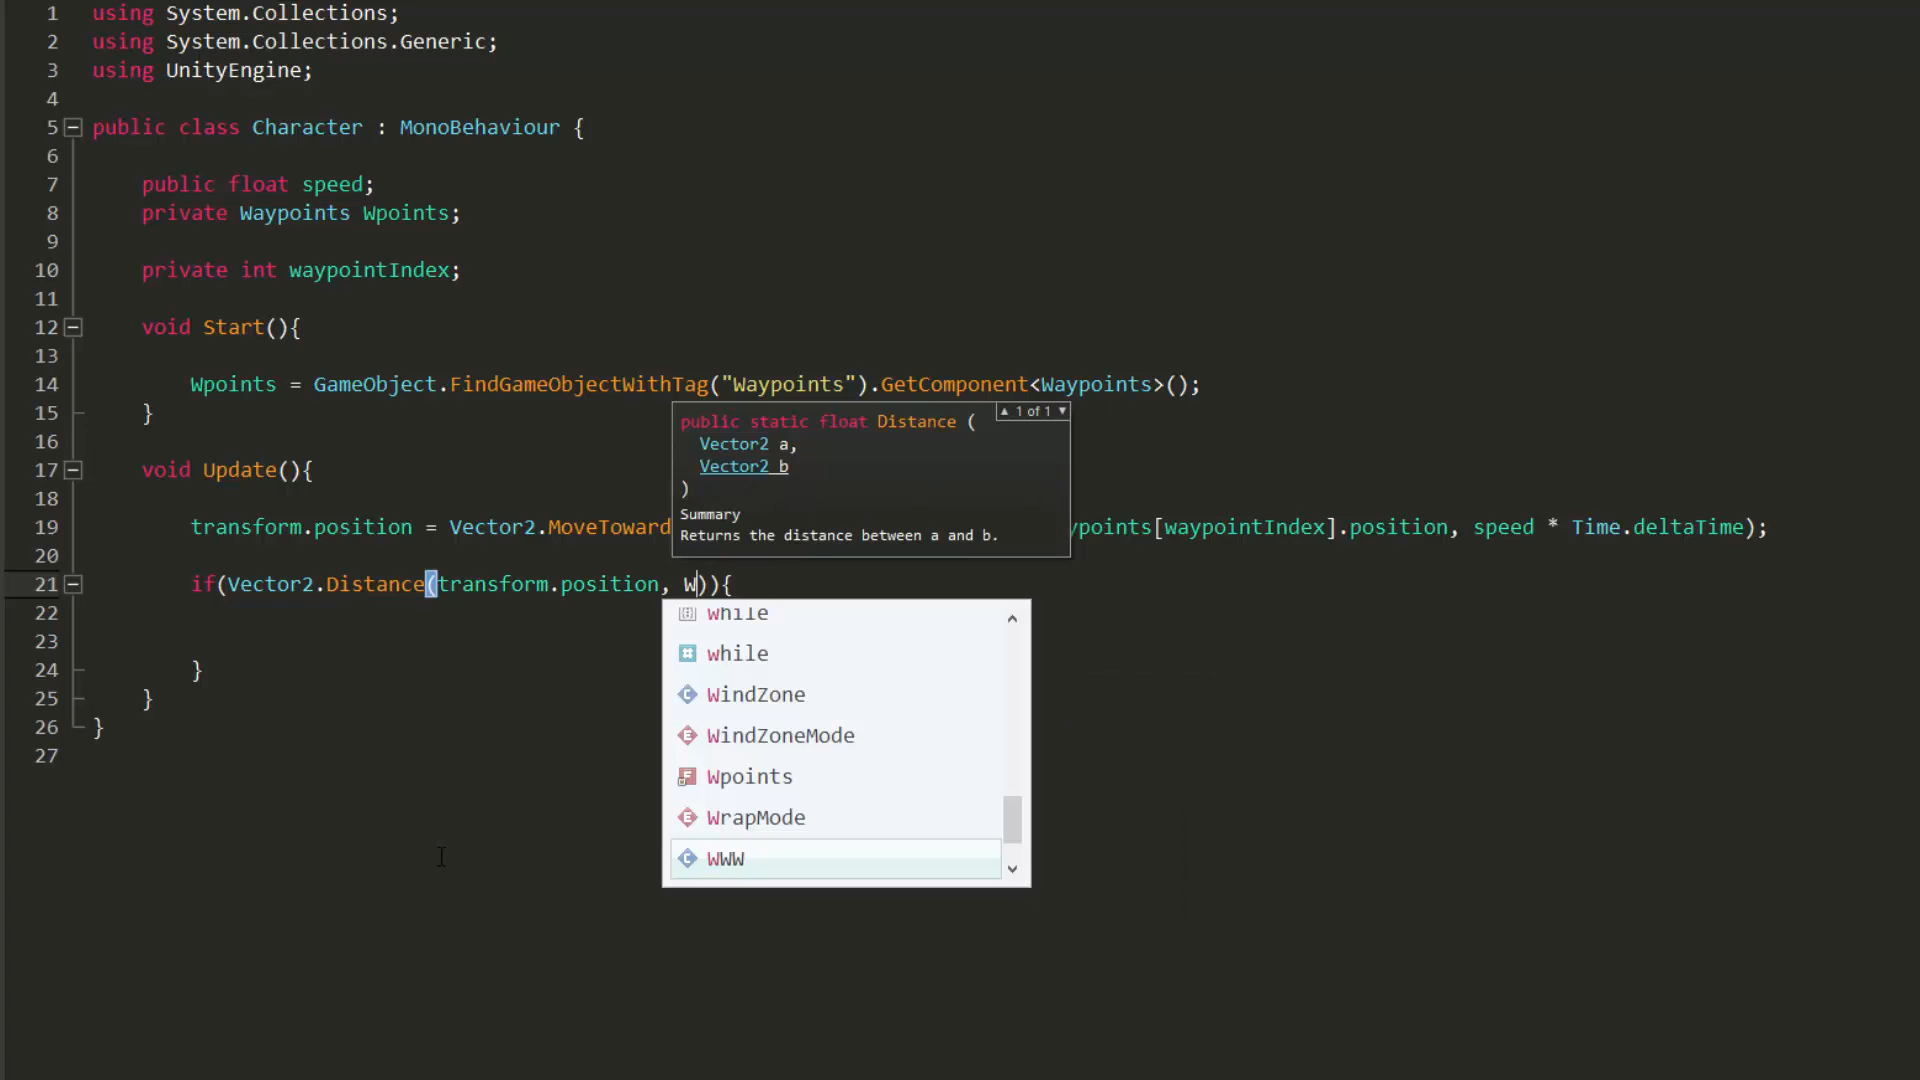 1 using System.Collections;
2 using System.Collections.Generic;
3 using UnityEngine;
4
5 public class Character : MonoBehaviour {
6
7 public float speed;
8 private Waypoints Wpoints;
9
10 private int waypointIndex;
11
12 void Start(){
13
14 Wpoints = GameObject.FindGameObjectWithTag("Waypoints").GetComponent<Waypoints>();
15 }
16
17 void Update(){
18
19 transform.position = Vector2.MoveToward ypoints[waypointIndex].position, speed * Time.deltaTime);
20
21 if(Vector2.Distance(transform.position, W)){
22
23
24 }
25 }
26 }
27
▲ 1 of 1 ▼
public static float Distance (
Vector2 a,
Vector2 b
)
Summary
Returns the distance between a and b.
while
while
WindZone
WindZoneMode
Wpoints
WrapMode
WWW